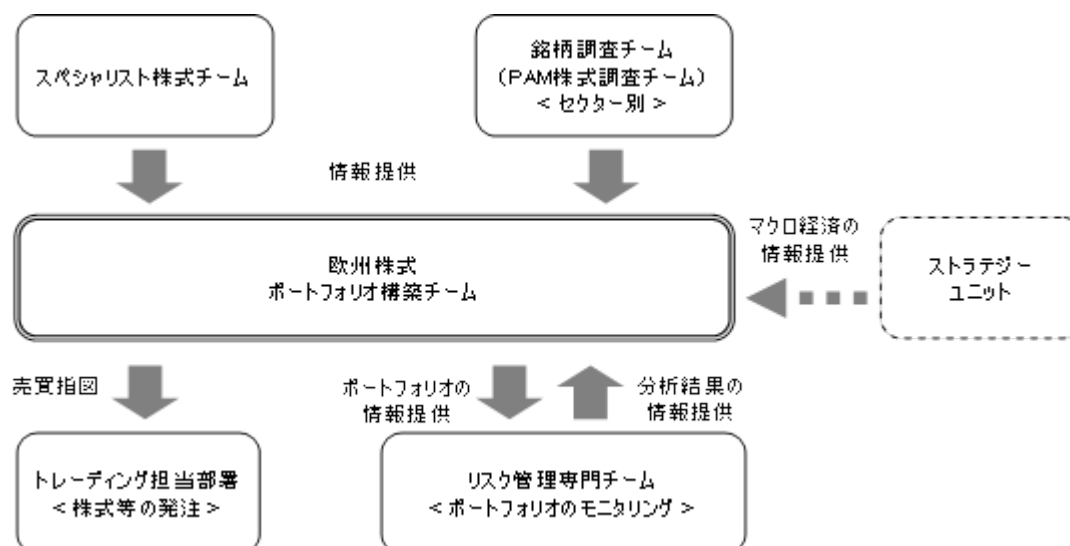 スペシャリスト株式チーム
銘柄調査チーム
（PAM株式調査チーム）
＜セクター別＞
情報提供
欧州株式
ポートフォリオ構築チーム
マクロ経済の
情報提供
ストラテジー
ユニット
売買指図
ポートフォリオの
情報提供
分析結果の
情報提供
トレーディング担当部署
＜株式等の発注＞
リスク管理専門チーム
＜ポートフォリオのモニタリング＞